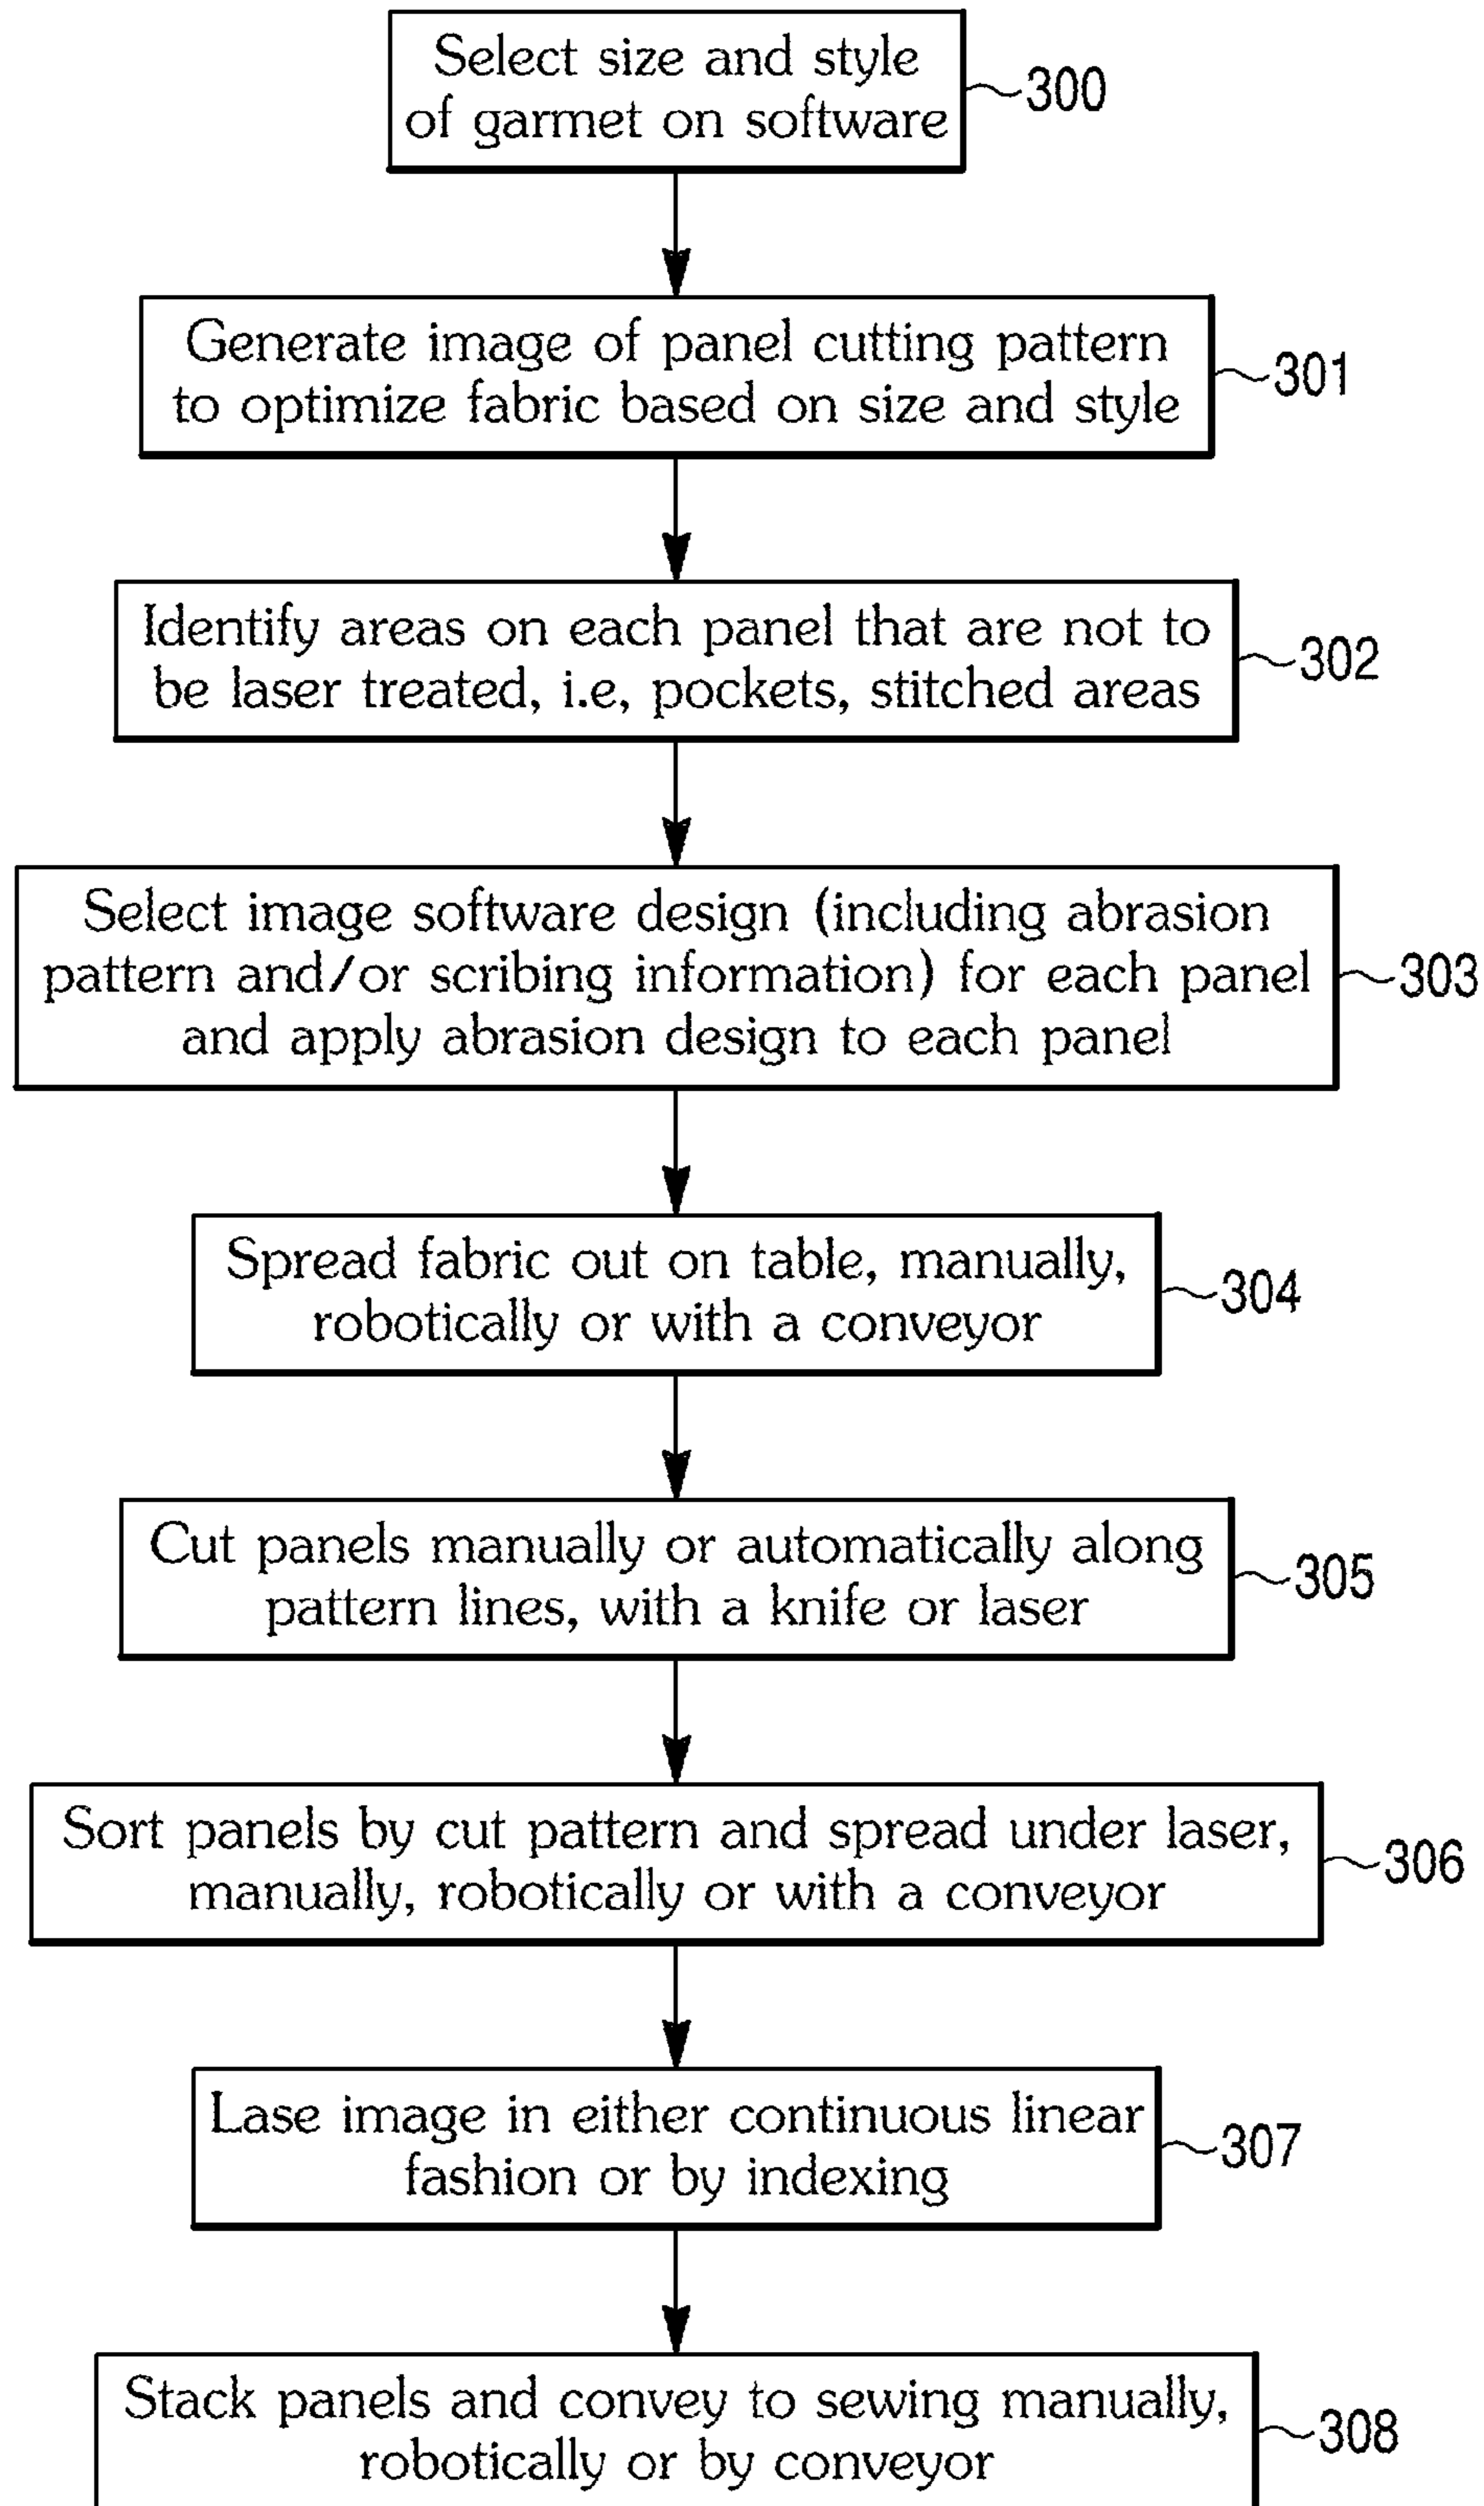 Select size and style
of garmet on software
300
Generate image of panel cutting pattern
to optimize fabric based on size and style
301
Identify areas on each panel that are not to
be laser treated, i.e, pockets, stitched areas
302
Select image software design (including abrasion
pattern and/or scribing information) for each panel
and apply abrasion design to each panel
303
Spread fabric out on table, manually,
robotically or with a conveyor
304
Cut panels manually or automatically along
pattern lines, with a knife or laser
305
Sort panels by cut pattern and spread under laser,
manually, robotically or with a conveyor
306
Lase image in either continuous linear
fashion or by indexing
307
Stack panels and convey to sewing manually,
robotically or by conveyor
308